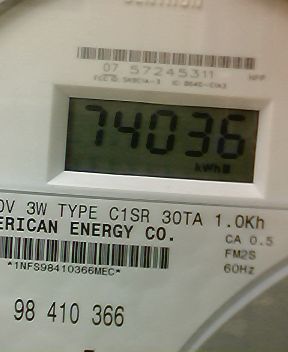 07 57245311
74036
kWh
0V 3W TYPE C1SR 30TA 1.0Kh
ERICAN ENERGY CO.
CA 0.5
FM2S
*1NFS98410366MEC*
60Hz
98 410 366